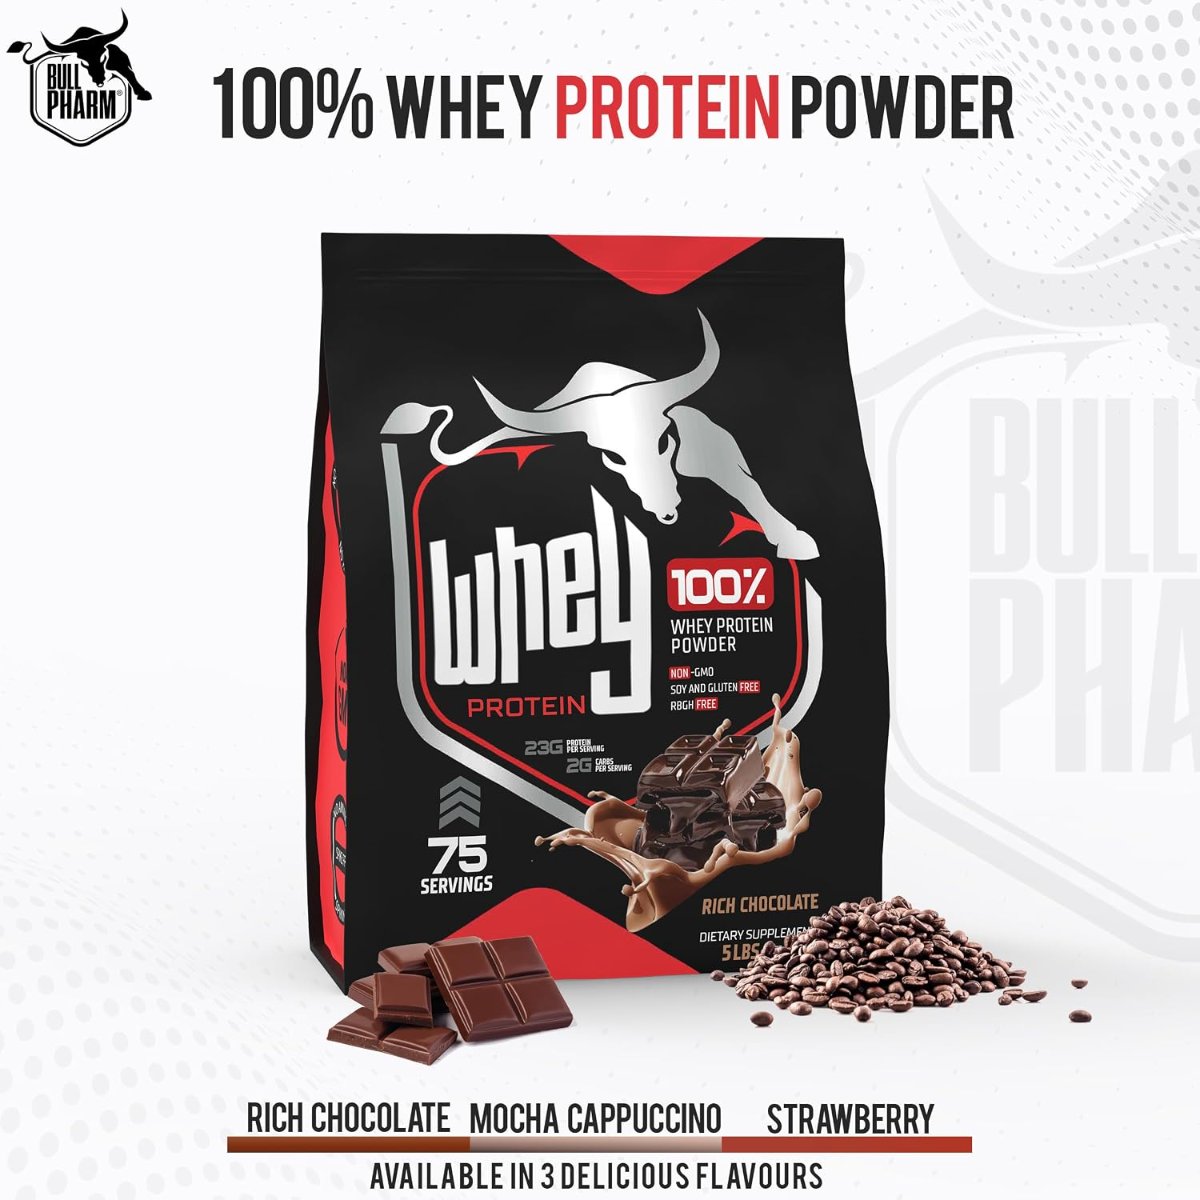 BULL
PHARM®
100% WHEY PROTEIN POWDER
whey
PROTEIN
100%
WHEY PROTEIN
POWDER
NON-GMO
SOY AND GLUTEN FREE
RBGH FREE
23G PROTEIN
PER SERVING
2G CARBS
PER SERVING
75
SERVINGS
RICH CHOCOLATE
DIETARY SUPPLEMEN
5 LBS
BULL
PHA
RICH CHOCOLATE MOCHA CAPPUCCINO STRAWBERRY
AVAILABLE IN 3 DELICIOUS FLAVOURS